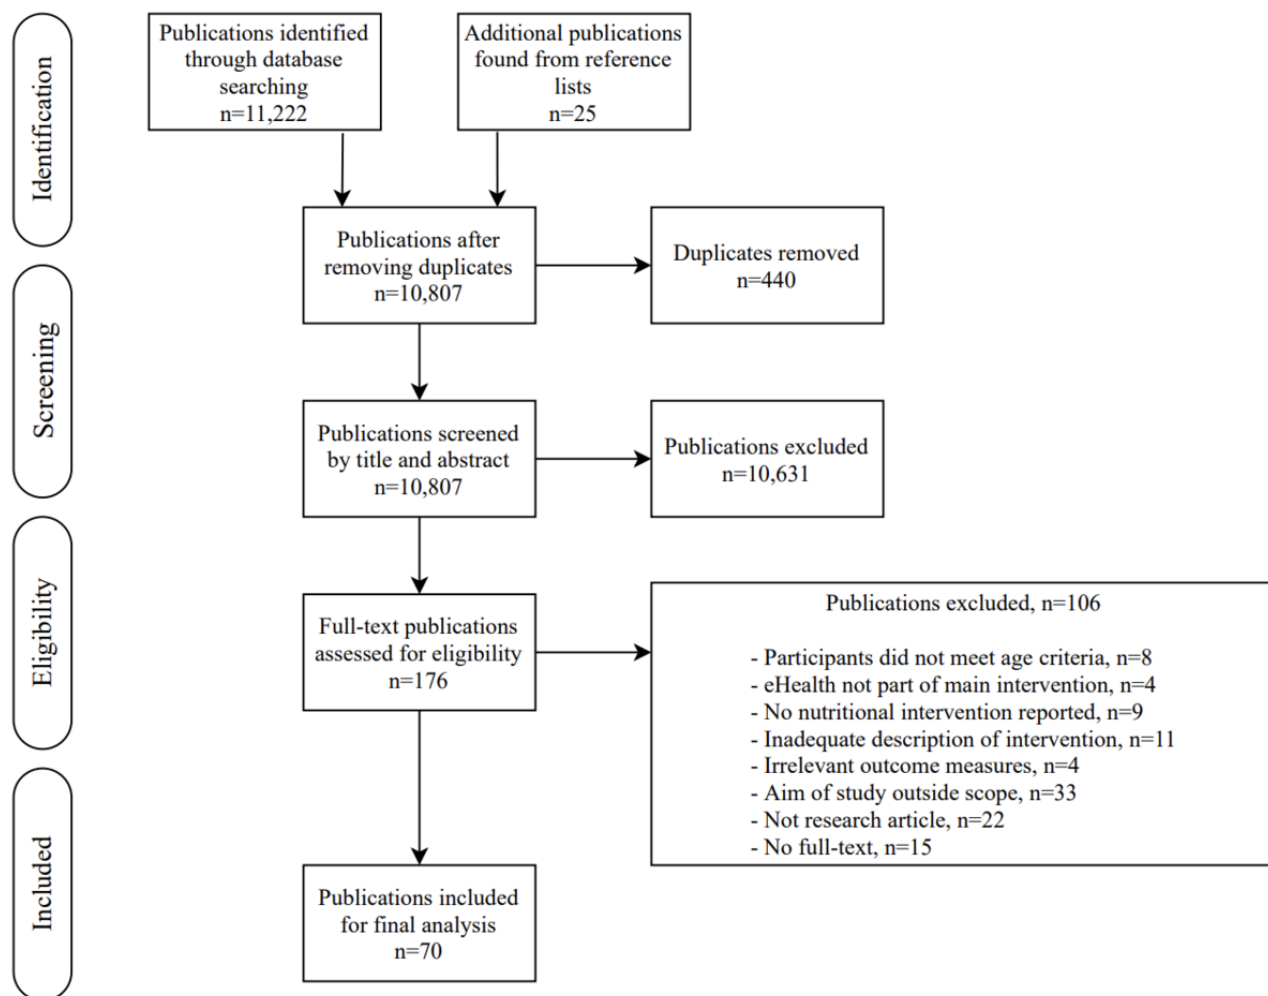 Identification
Publications identified
through database
searching
n=11,222
Additional publications
found from reference
lists
n=25
Publications after
removing duplicates
n=10,807
Duplicates removed
n=440
Screening
Publications screened
by title and abstract
n=10,807
Publications excluded
n=10,631
Eligibility
Full-text publications
assessed for eligibility
n=176
Publications excluded, n=106
- Participants did not meet age criteria, n=8
- eHealth not part of main intervention, n=4
- No nutritional intervention reported, n=9
- Inadequate description of intervention, n=11
- Irrelevant outcome measures, n=4
- Aim of study outside scope, n=33
- Not research article, n=22
- No full-text, n=15
Included
Publications included
for final analysis
n=70